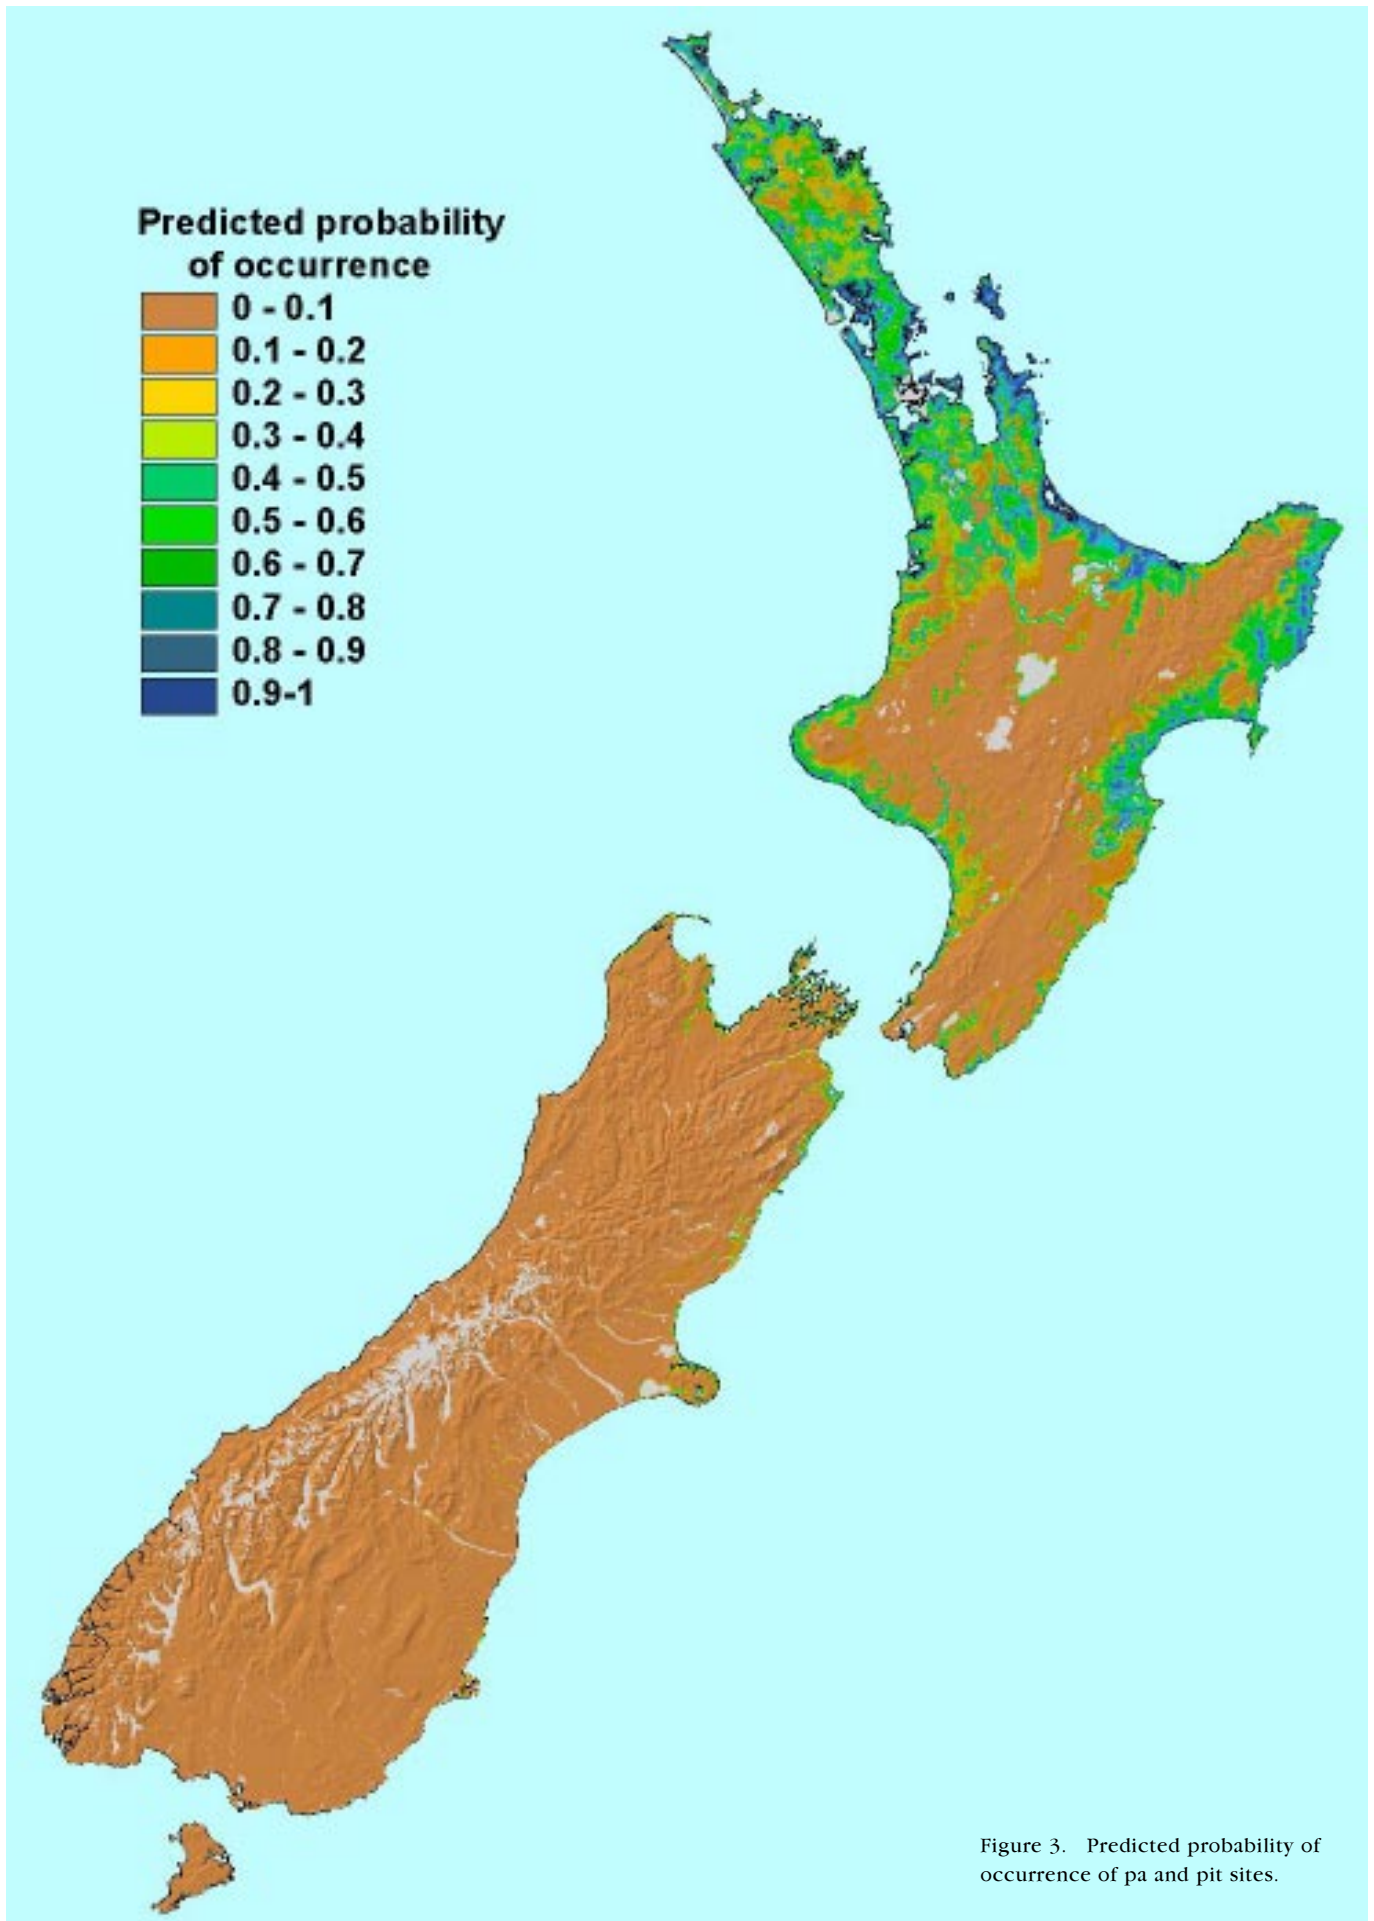 Predicted probability
of occurrence
0 - 0.1
0.1 - 0.2
0.2 - 0.3
0.3 - 0.4
0.4 - 0.5
0.5 - 0.6
0.6 - 0.7
0.7 - 0.8
0.8 - 0.9
0.9-1
Figure 3. Predicted probability of
occurrence of pa and pit sites.